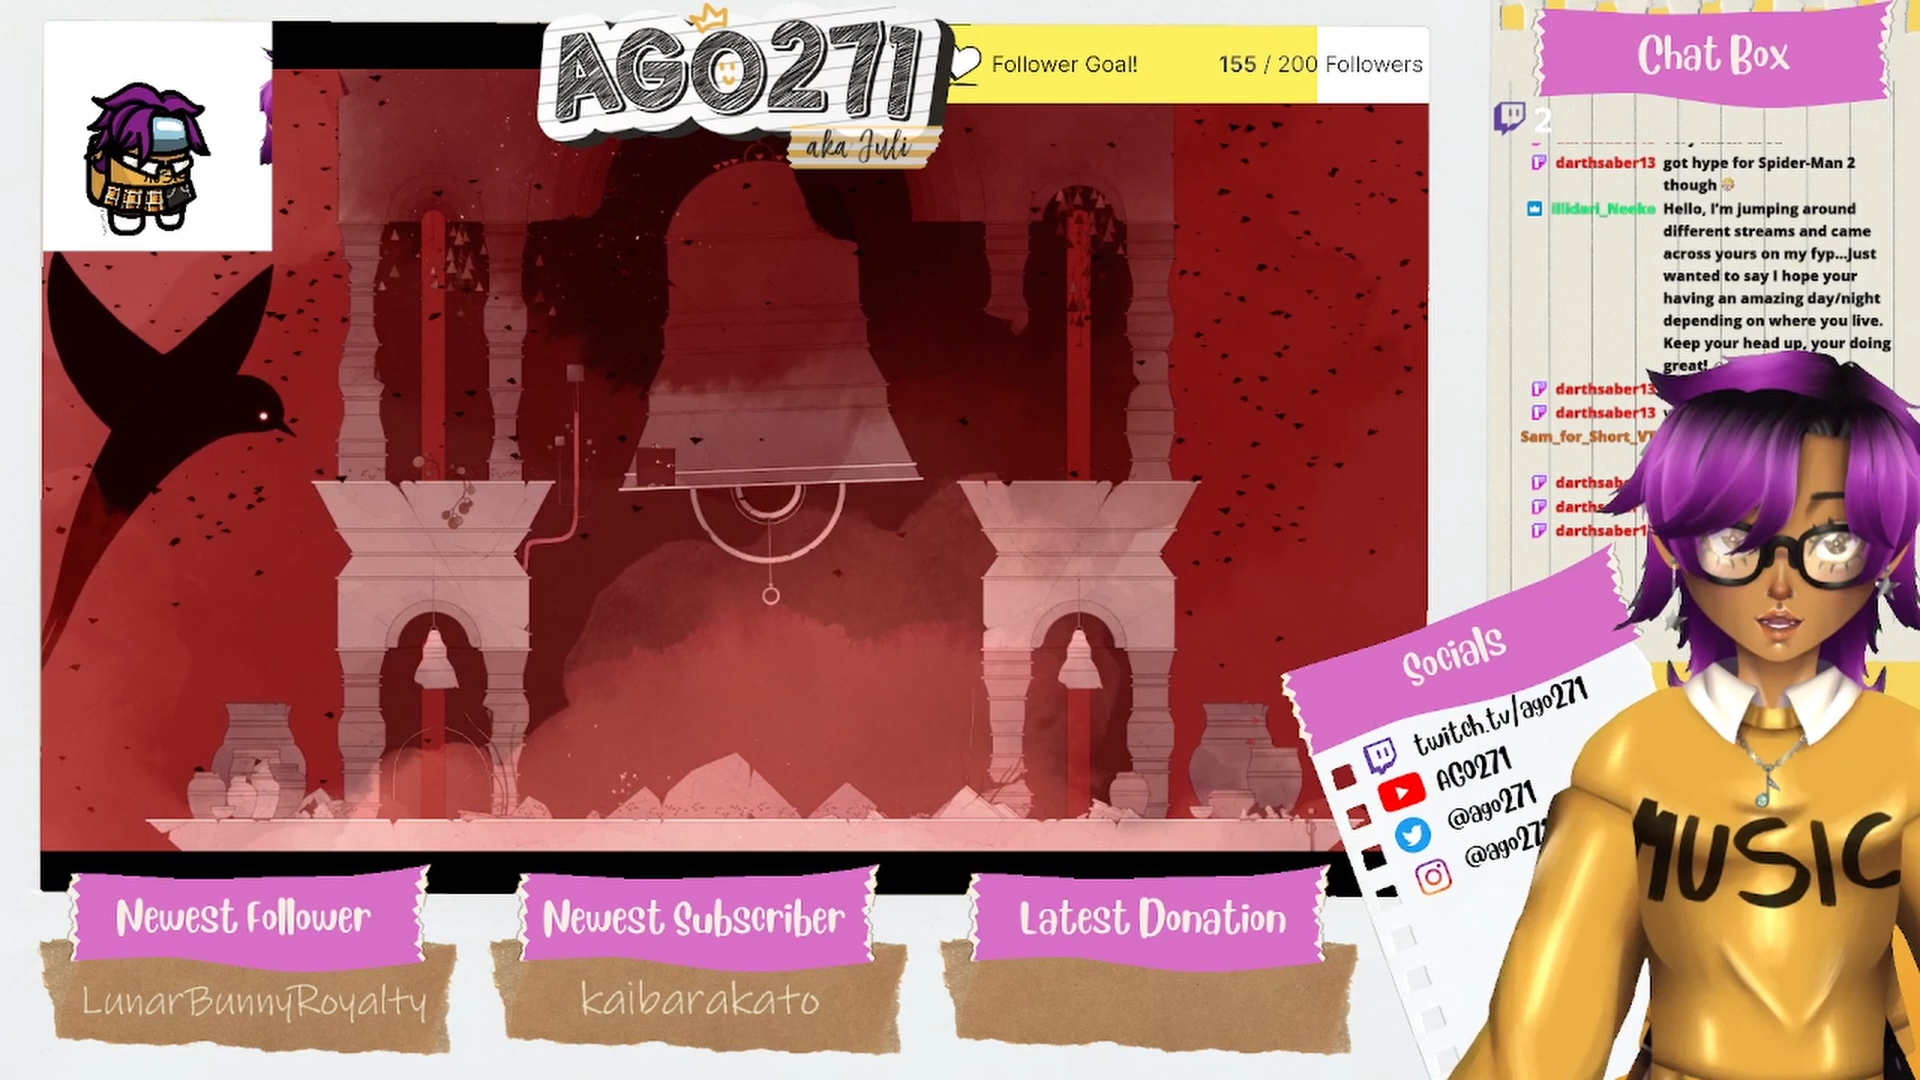 AGO271
aka Juli
Follower Goal!
155 / 200 Followers
Chat Box
2
darthsaber13 got hype for Spider-Man 2
though
illidari_Neeko Hello, I'm jumping around
different streams and came
across yours on my fyp...Just
wanted to say I hope your
having an amazing day/night
depending on where you live.
Keep your head up, your doing
great!
darthsaber13
darthsaber13
Sam_for_Short_VT
Socials
twitch.tv/ago271
AGO271
@ago271
MUSIC
Newest Follower
LunarBunnyRoyalty
Newest Subscriber
kaibarakato
Latest Donation